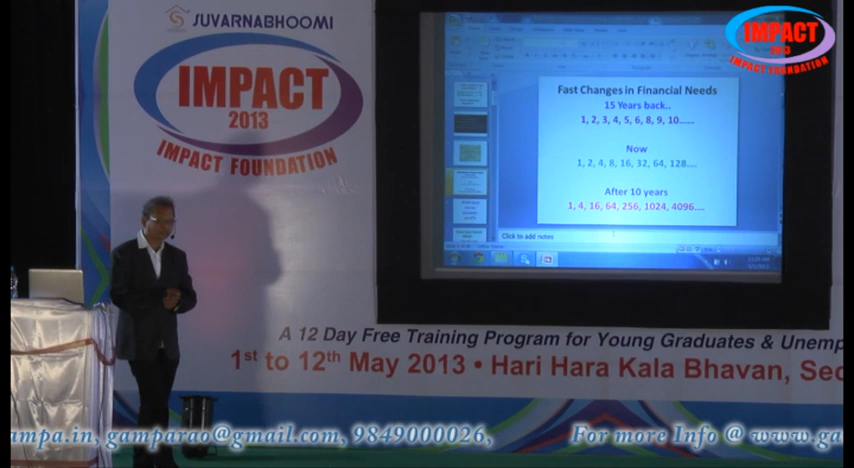 JUVARNABHOOMI
IMPACT
2013
IMPACT FOUNDATION
IMPACT
2013
IMPACT FOUNDATION
Fast Changes in Financial Needs
15 Years back..
1, 2, 3, 4, 5, 6, 8, 9, 10......
Now
1, 2, 4, 8, 16, 32, 64, 128....
After 10 years
1, 4, 16, 64, 256, 1024, 4096....
Click to add notes
A 12 Day Free Training Program for Young Graduates & Unemp
1st to 12th May 2013 • Hari Hara Kala Bhavan, Sec
ampa.in, gamparao@gmail.com, 9849000026, For more Info @ www.ga